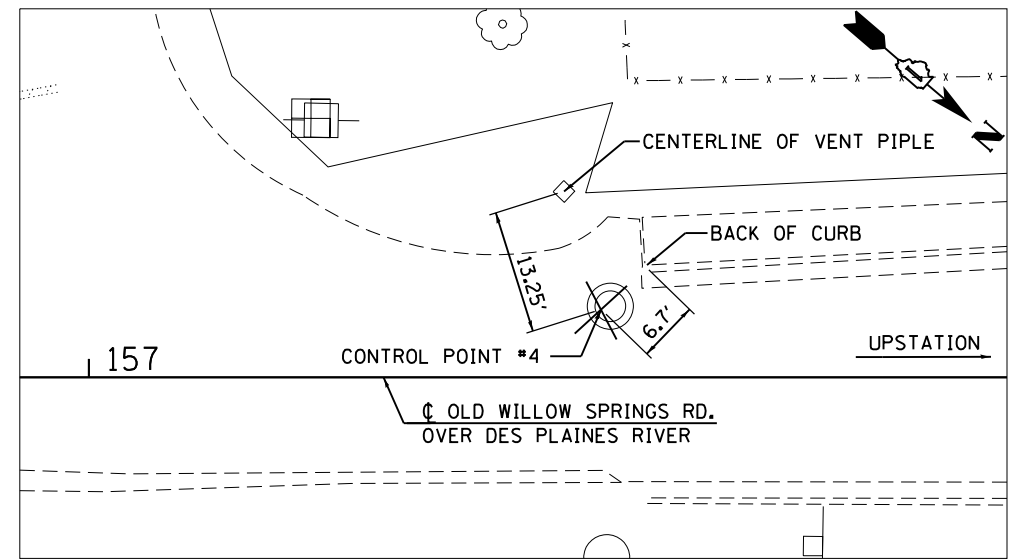 N
CENTERLINE OF VENT PIPLE
BACK OF CURB
13.25'
6.7'
UPSTATION
CONTROL POINT #4
157
℄ OLD WILLOW SPRINGS RD.
OVER DES PLAINES RIVER